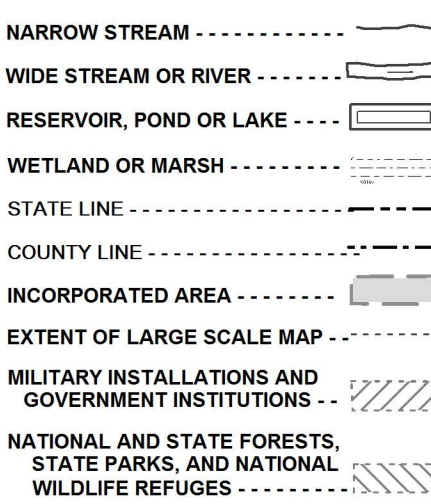 NARROW STREAM
WIDE STREAM OR RIVER
RESERVOIR, POND OR LAKE
WETLAND OR MARSH
STATE LINE
COUNTY LINE
INCORPORATED AREA
EXTENT OF LARGE SCALE MAP
MILITARY INSTALLATIONS AND
GOVERNMENT INSTITUTIONS
NATIONAL AND STATE FORESTS,
STATE PARKS, AND NATIONAL
WILDLIFE REFUGES